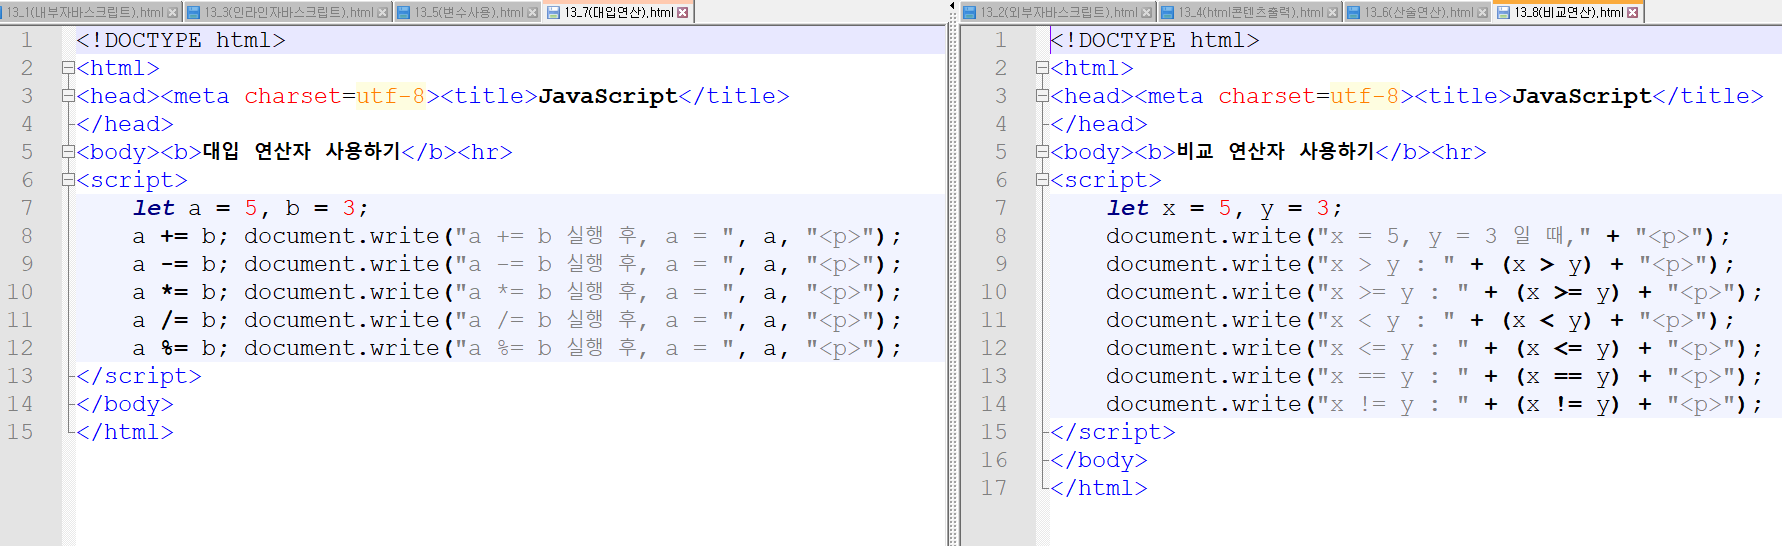 13_1(내부자바스크립트).html
13_3(인라인자바스크립트).html
13_5(변수사용).html
13_7(대입연산).html
1 <!DOCTYPE html>
2 <html>
3 <head><meta charset=utf-8><title>JavaScript</title>
4 </head>
5 <body><b>대입 연산자 사용하기</b><hr>
6 <script>
7 let a = 5, b = 3;
8 a += b; document.write("a += b 실행 후, a = ", a, "<p>");
9 a -= b; document.write("a -= b 실행 후, a = ", a, "<p>");
10 a *= b; document.write("a *= b 실행 후, a = ", a, "<p>");
11 a /= b; document.write("a /= b 실행 후, a = ", a, "<p>");
12 a %= b; document.write("a %= b 실행 후, a = ", a, "<p>");
13 </script>
14 </body>
15 </html>
13_2(외부자바스크립트).html
13_4(html콘텐츠출력).html
13_6(산술연산).html
13_8(비교연산).html
1 <!DOCTYPE html>
2 <html>
3 <head><meta charset=utf-8><title>JavaScript</title>
4 </head>
5 <body><b>비교 연산자 사용하기</b><hr>
6 <script>
7 let x = 5, y = 3;
8 document.write("x = 5, y = 3 일 때," + "<p>");
9 document.write("x > y : " + (x > y) + "<p>");
10 document.write("x >= y : " + (x >= y) + "<p>");
11 document.write("x < y : " + (x < y) + "<p>");
12 document.write("x <= y : " + (x <= y) + "<p>");
13 document.write("x == y : " + (x == y) + "<p>");
14 document.write("x != y : " + (x != y) + "<p>");
15 </script>
16 </body>
17 </html>